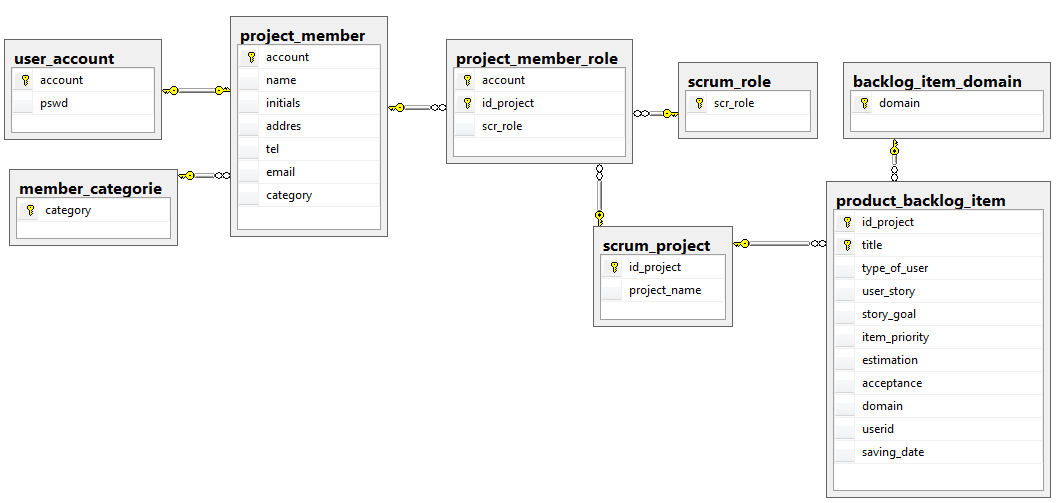 user_account
account
pswd
project_member
account
name
initials
addres
tel
email
category
member_categorie
category
project_member_role
account
id_project
scr_role
scrum_role
scr_role
backlog_item_domain
domain
scrum_project
id_project
project_name
product_backlog_item
id_project
title
type_of_user
user_story
story_goal
item_priority
estimation
acceptance
domain
userid
saving_date